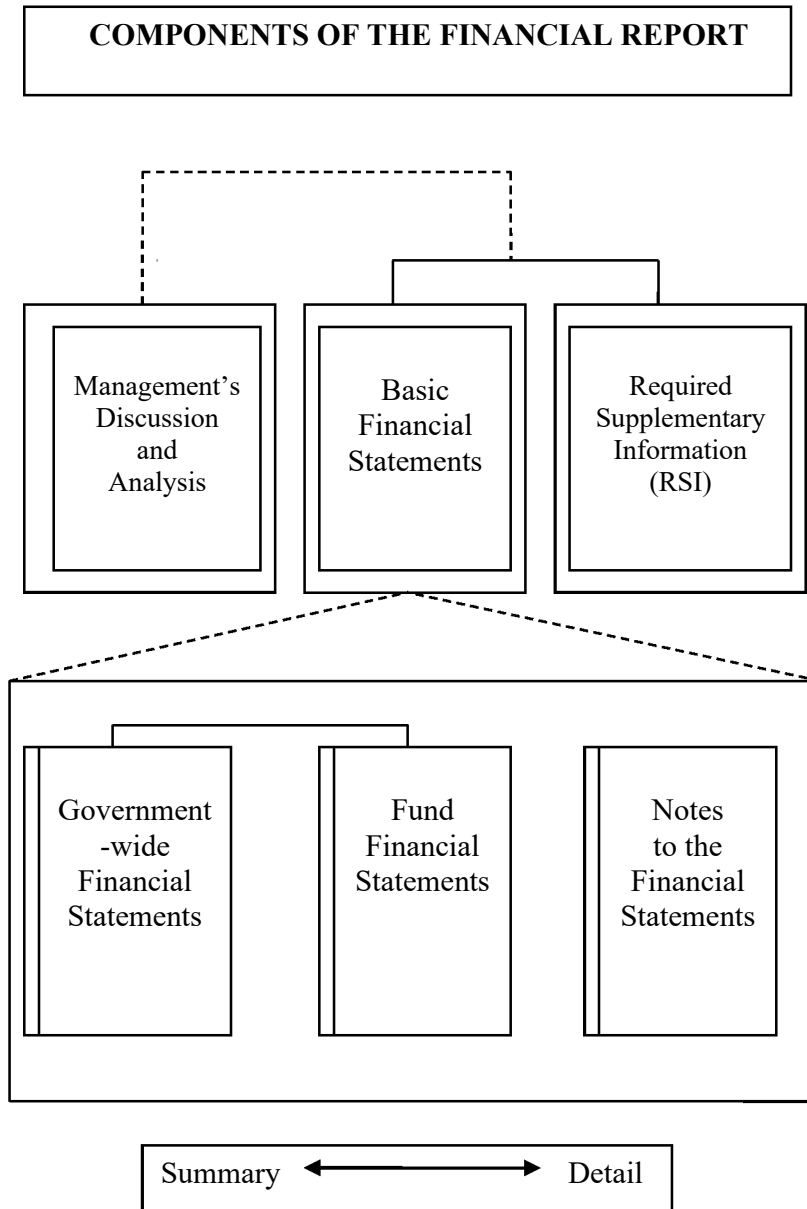 COMPONENTS OF THE FINANCIAL REPORT
Management’s
Discussion
and
Analysis
Basic
Financial
Statements
Required
Supplementary
Information
(RSI)
Government
-wide
Financial
Statements
Fund
Financial
Statements
Notes
to the
Financial
Statements
Summary
Detail